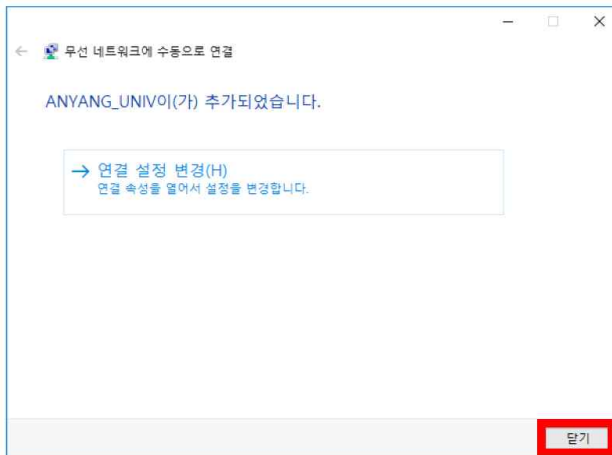 무선 네트워크에 수동으로 연결
ANYANG_UNIV이(가) 추가되었습니다.
연결 설정 변경(H)
연결 속성을 열어서 설정을 변경합니다.
닫기